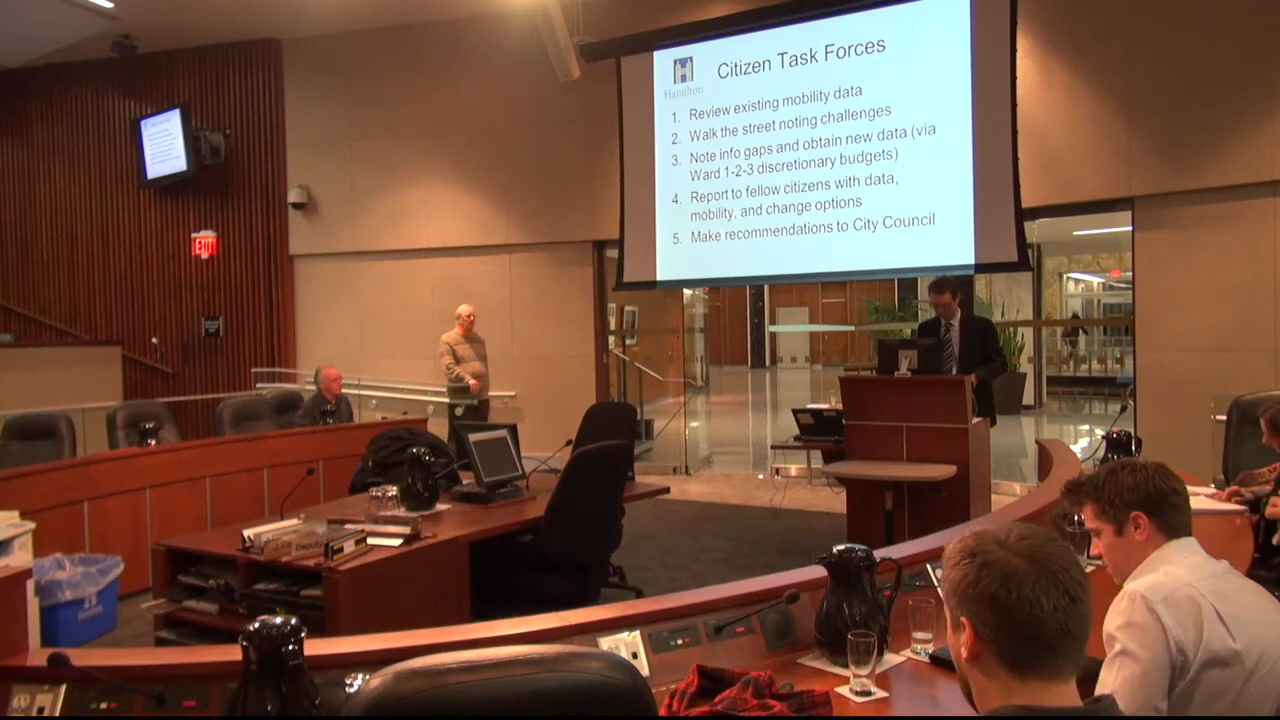 Citizen Task Forces
Hamilton
1. Review existing mobility data
2. Walk the street noting challenges
3. Note info gaps and obtain new data (via
Ward 1-2-3 discretionary budgets)
4. Report to fellow citizens with data,
mobility, and change options
5. Make recommendations to City Council
EXIT
Deputy